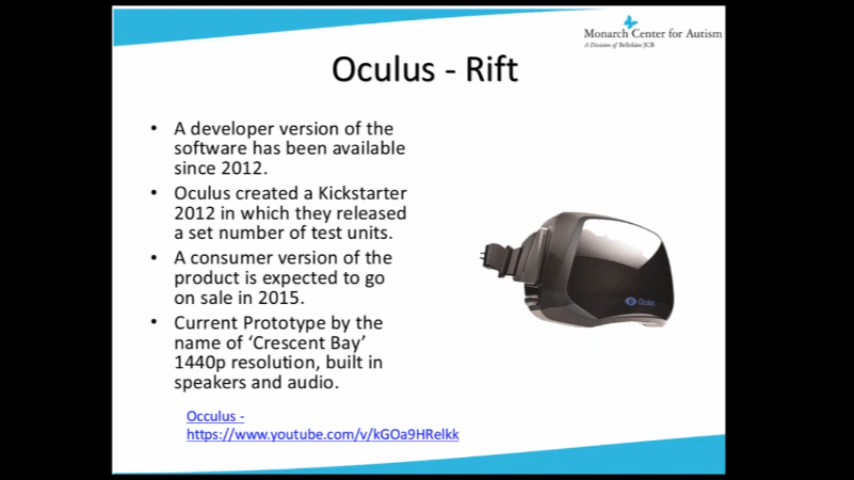 Monarch Center for Autism
A Division of Bellefaire JCB
Oculus - Rift
• A developer version of the
software has been available
since 2012.
• Oculus created a Kickstarter
2012 in which they released
a set number of test units.
• A consumer version of the
product is expected to go
on sale in 2015.
• Current Prototype by the
name of ‘Crescent Bay’
1440p resolution, built in
speakers and audio.
Oculus
Occulus -
https://www.youtube.com/v/kGOa9HRelkk